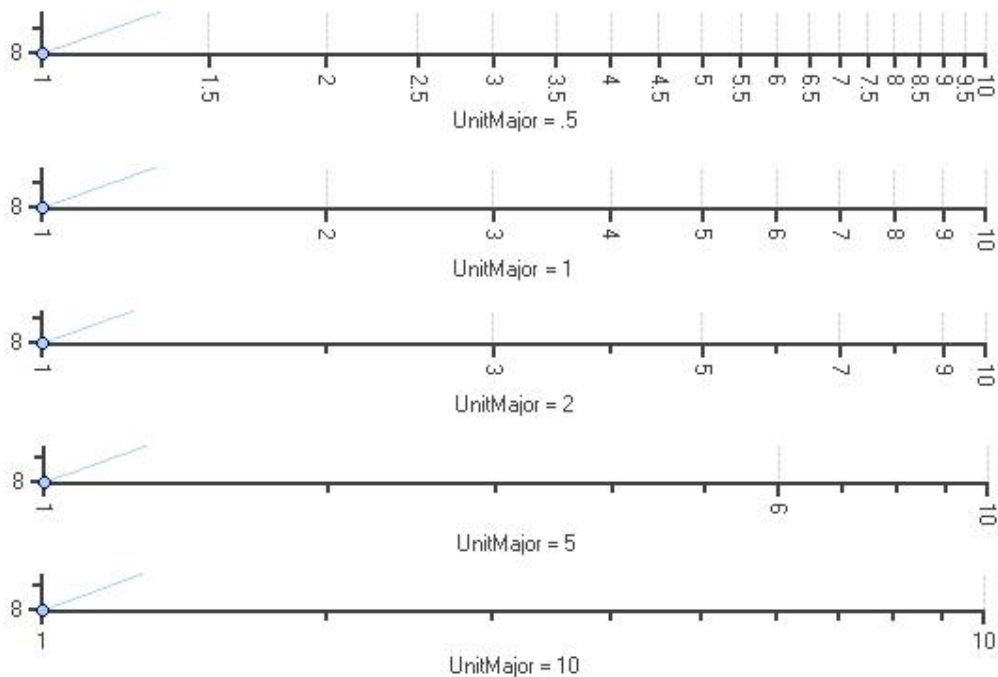 8
1 1.5 2 2.5 3 3.5 4 4.5 5 5.5 6 6.5 7 7.5 8 8.5 9 9.5 10
UnitMajor = .5
8
1 2 3 4 5 6 7 8 9 10
UnitMajor = 1
8
1 3 5 7 9 10
UnitMajor = 2
8
1 6 10
UnitMajor = 5
8
1 10
UnitMajor = 10